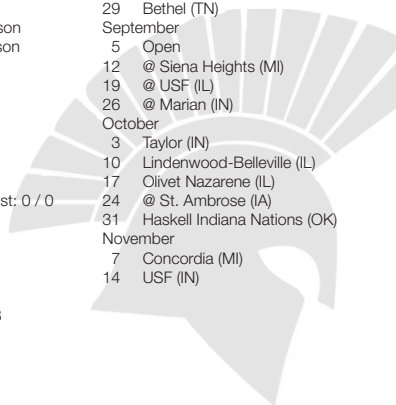 son
son
st: 0 / 0
29 Bethel (TN)
September
5 Open
12 @ Siena Heights (MI)
19 @ USF (IL)
26 @ Marian (IN)
October
3 Taylor (IN)
10 Lindenwood-Belleville (IL)
17 Olivet Nazarene (IL)
24 @ St. Ambrose (IA)
31 Haskell Indiana Nations (OK)
November
7 Concordia (MI)
14 USF (IN)